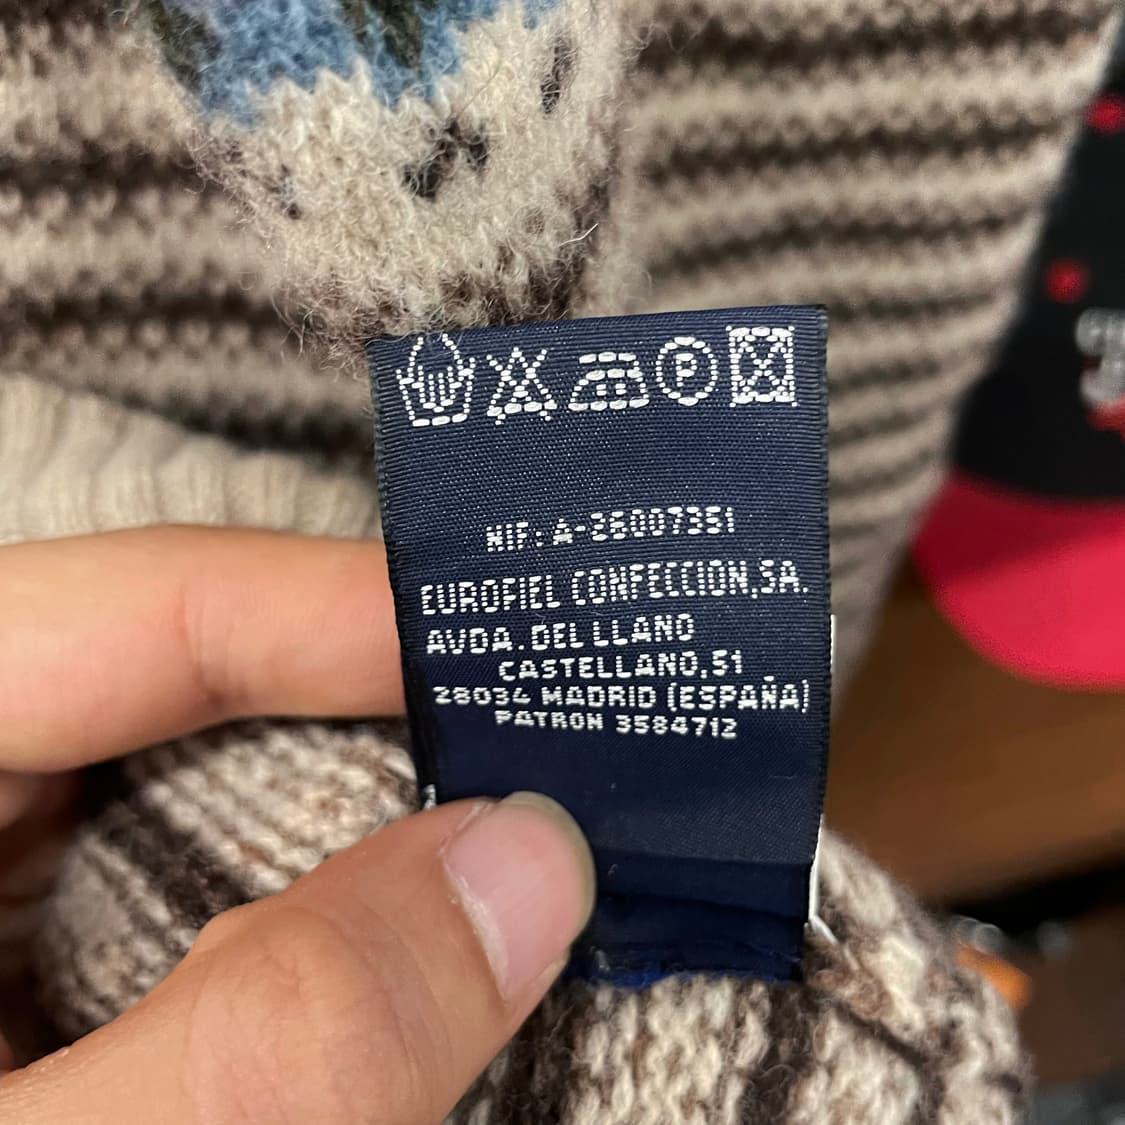 P
NIF: A-28007351
EUROFIEL CONFECCION,SA.
AVDA. DEL LLANO
CASTELLANO,51
28034 MADRID (ESPAÑA)
PATRON 3584712